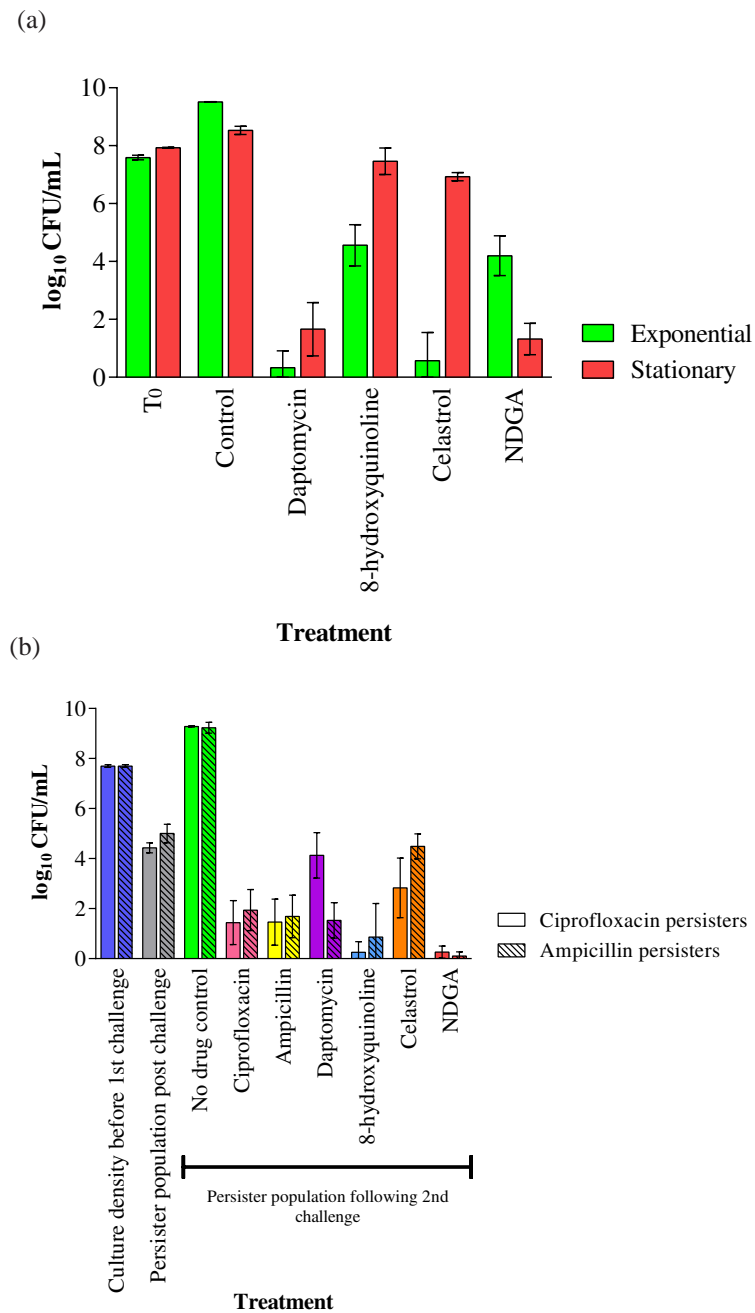 (a)
10
8
6
4
2
0
log10 CFU/mL
T0
Control
Daptomycin
8-hydroxyquinoline
Celastrol
NDGA
Exponential
Stationary
Treatment
(b)
10
8
6
4
2
0
log10 CFU/mL
Culture density before 1st challenge
Persister population post challenge
No drug control
Ciprofloxacin
Ampicillin
Daptomycin
8-hydroxyquinoline
Celastrol
NDGA
Ciprofloxacin persisters
Ampicillin persisters
Persister population following 2nd
challenge
Treatment